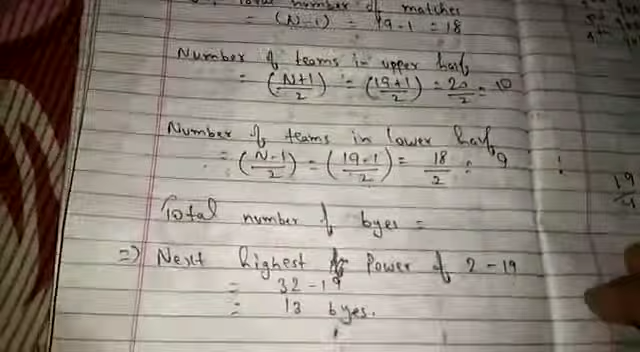 Total number of matches
= (N-1) = 19-1 = 18
Number of teams in upper half
= (N+1/2) = (19+1/2) = 20/2 = 10
Number of teams in lower half
= (N-1/2) = (19-1/2) = 18/2 = 9
Total number of byes =
⇒ Next highest power of 2 - 19
= 32-19
= 13 byes.